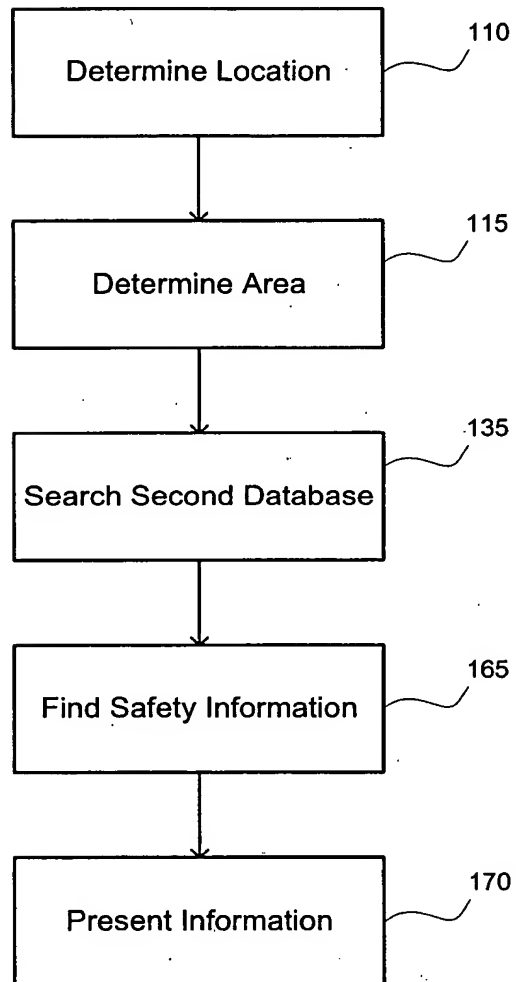 110
Determine Location
115
Determine Area
135
Search Second Database
165
Find Safety Information
170
Present Information